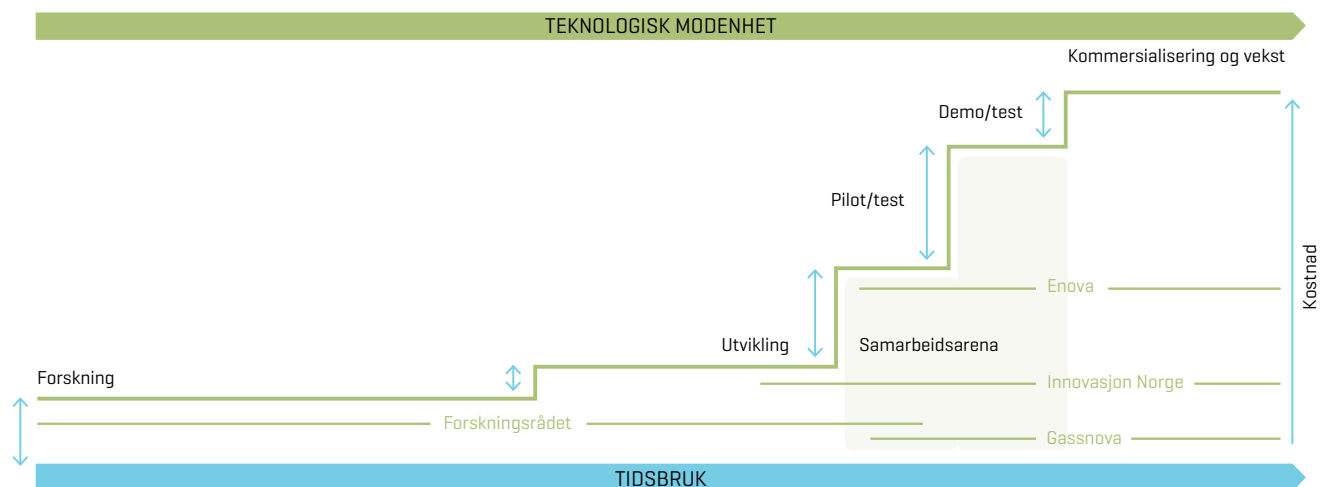 TEKNOLOGISK MODENHET
Kommersialisering og vekst
Demo/test
Pilot/test
Kostnad
Enova
Utvikling
Samarbeidsarena
Forskning
Innovasjon Norge
Forskningsrådet
Gassnova
TIDSBRUK